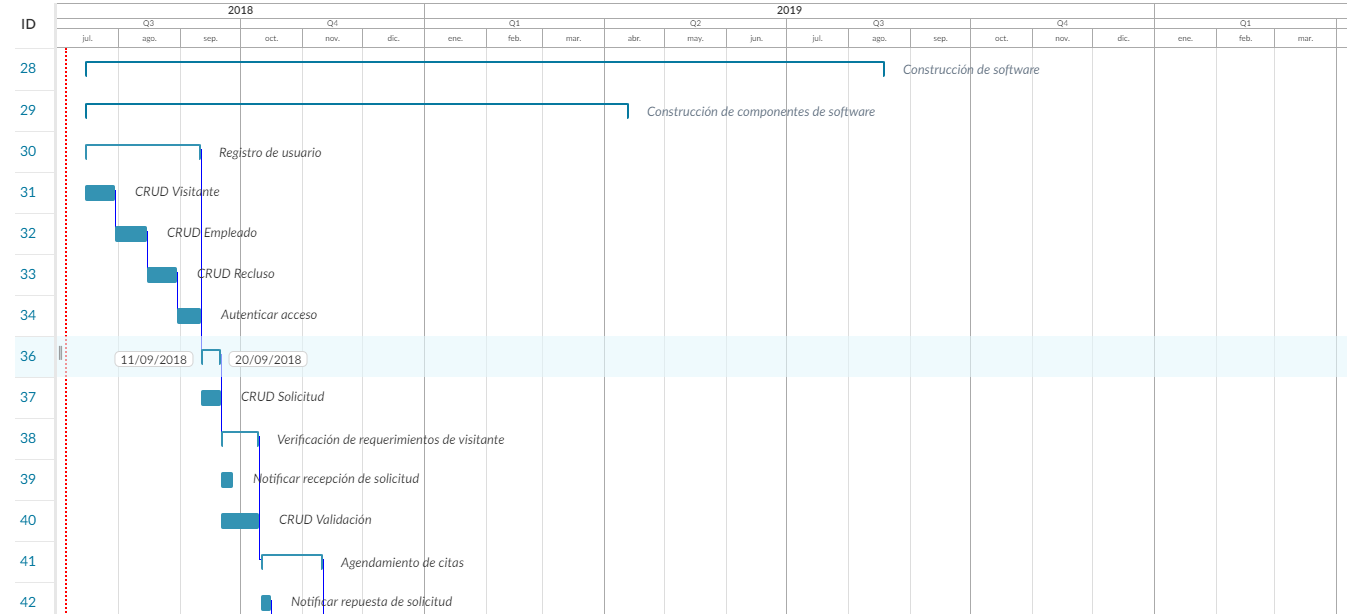 2018 2019
ID Q3 Q4 Q1 Q2 Q3 Q4 Q1
jul. ago. sep. oct. nov. dic. ene. feb. mar. abr. may. jun. jul. ago. sep. oct. nov. dic. ene. feb. mar.
28 Construcción de software
29 Construcción de componentes de software
30 Registro de usuario
31 CRUD Visitante
32 CRUD Empleado
33 CRUD Recluso
34 Autenticar acceso
36 11/09/2018 20/09/2018
37 CRUD Solicitud
38 Verificación de requerimientos de visitante
39 Notificar recepción de solicitud
40 CRUD Validación
41 Agendamiento de citas
42 Notificar repuesta de solicitud